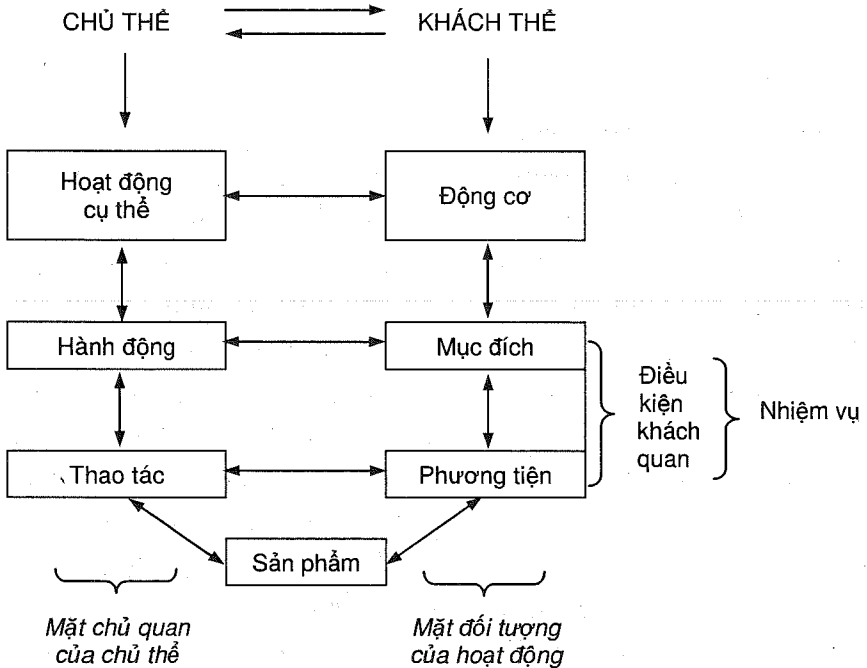 CHỦ THỂ
KHÁCH THỂ
Hoạt động
cụ thể
Động cơ
Hành động
Mục đích
Điều
kiện
khách
quan
Nhiệm vụ
Thao tác
Phương tiện
Sản phẩm
Mặt chủ quan
của chủ thể
Mặt đối tượng
của hoạt động